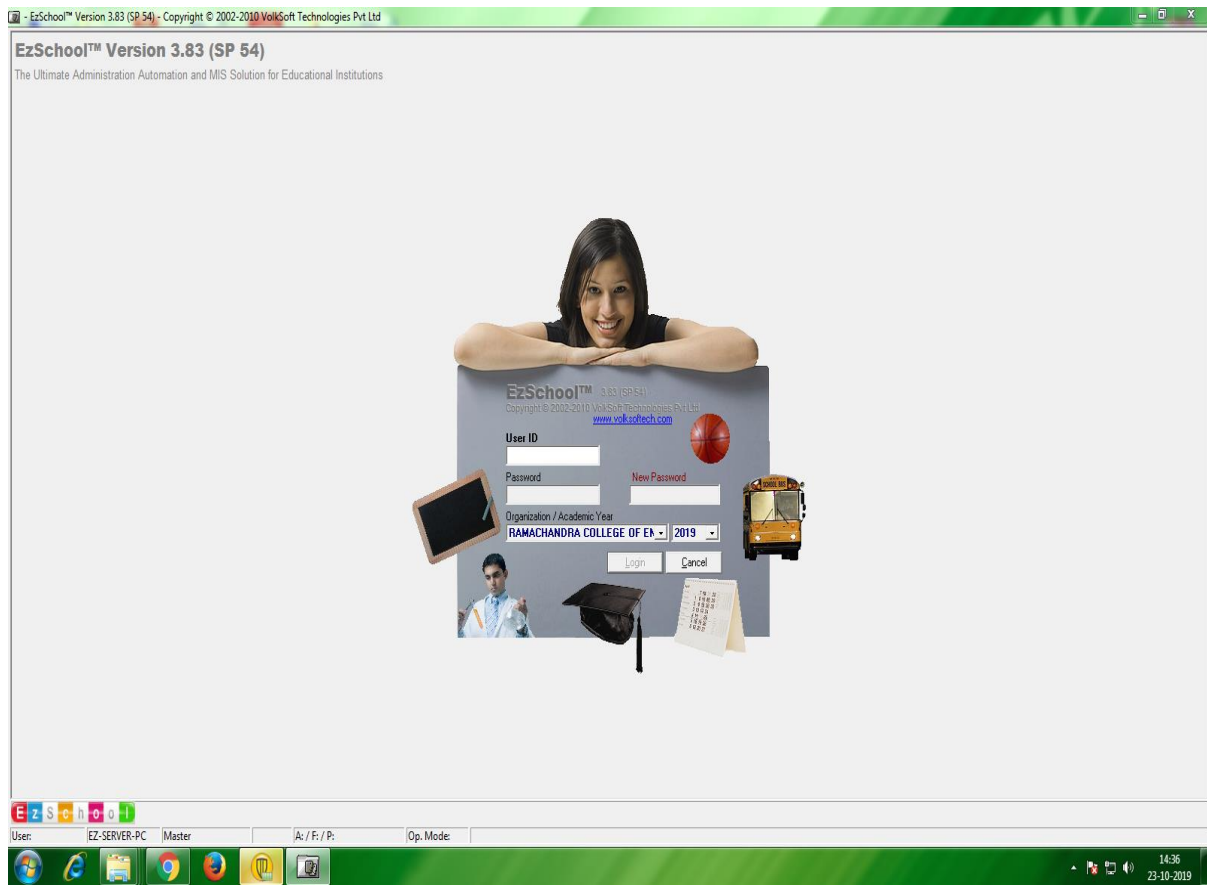 - EzSchool™ Version 3.83 (SP 54) - Copyright © 2002-2010 VolkSoft Technologies Pvt Ltd
EzSchool™ Version 3.83 (SP 54)
The Ultimate Administration Automation and MIS Solution for Educational Institutions
EzSchool™ 3.83 (SP 54)
Copyright © 2002-2010 VolkSoft Technologies Pvt Ltd
www.volksoftech.com
User ID
Password New Password
SCHOOL BUS
Organization / Academic Year
RAMACHANDRA COLLEGE OF EN 2019
Login Cancel
EzSchool
User: EZ-SERVER-PC Master A: / F: / P: Op. Mode:
14:36
23-10-2019